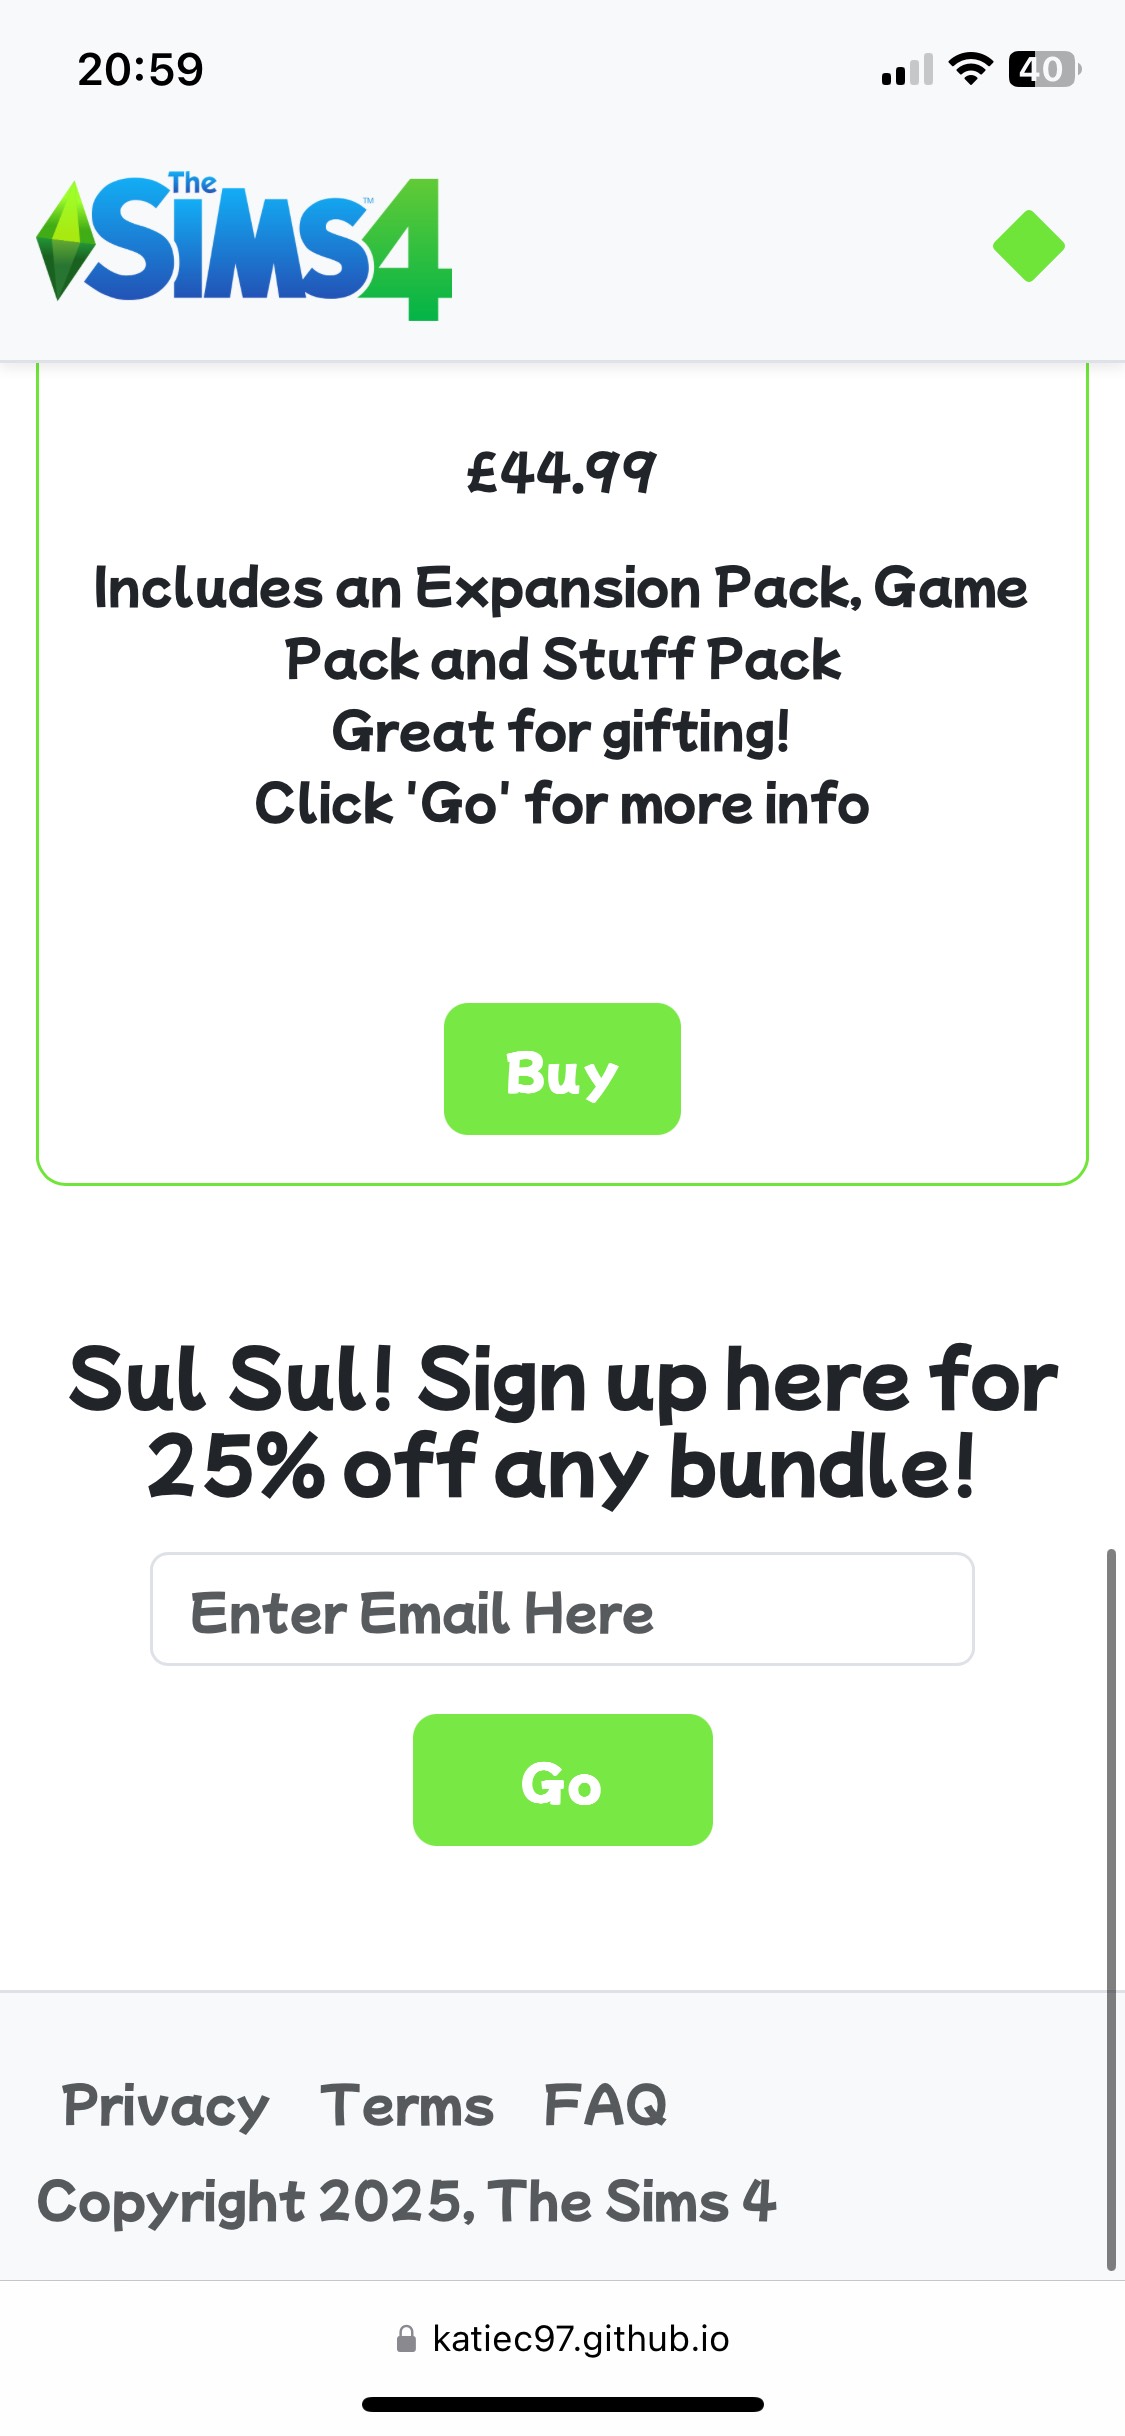 20:59
40
The
SiMS4
™
£44.99
Includes an Expansion Pack, Game
Pack and Stuff Pack
Great for gifting!
Click 'Go' for more info
Buy
Sul Sul! Sign up here for
25% off any bundle!
Enter Email Here
Go
Privacy Terms FAQ
Copyright 2025, The Sims 4
katiec97.github.io